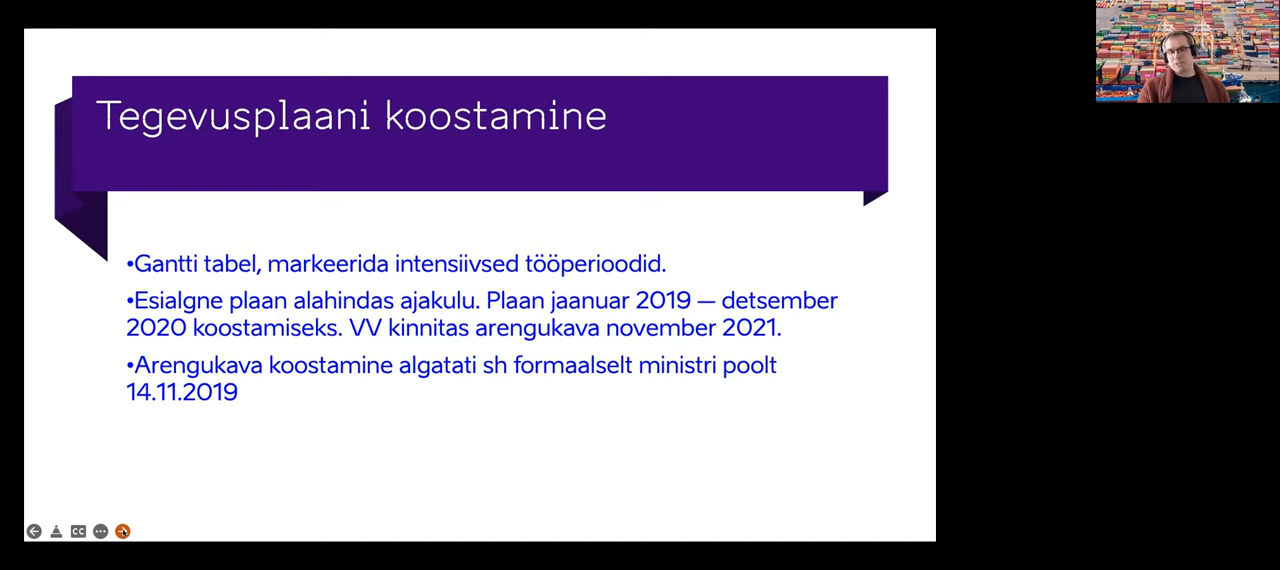 Tegevusplaani koostamine
•Gantti tabel, markeerida intensiivsed tööperioodid.
•Esialgne plaan alahindas ajakulu. Plaan jaanuar 2019 – detsember
2020 koostamiseks. VV kinnitas arengukava november 2021.
•Arengukava koostamine algatati sh formaalselt ministri poolt
14.11.2019
CC